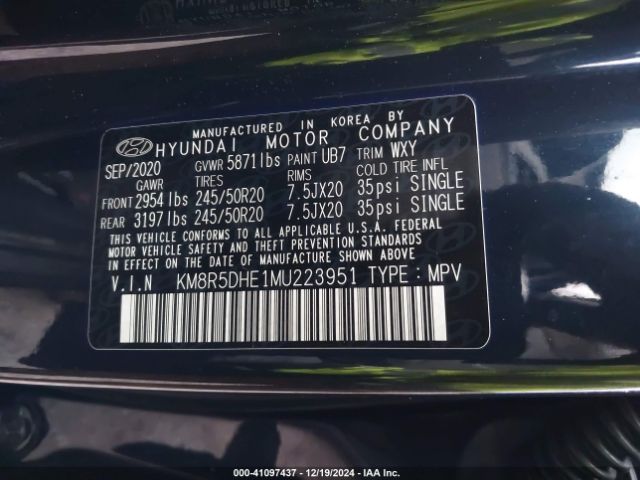 MANUFACTURED IN KOREA BY
HYUNDAI MOTOR COMPANY
SEP/2020 GVWR 5871lbs PAINT UB7 TRIM WXY
GAWR TIRES RIMS COLD TIRE INFL
FRONT 2954 lbs 245/50R20 7.5JX20 35psi SINGLE
REAR 3197 lbs 245/50R20 7.5JX20 35psi SINGLE
THIS VEHICLE CONFORMS TO ALL APPLICABLE U.S.A. FEDERAL
MOTOR VEHICLE SAFETY AND THEFT PREVENTION STANDARDS
IN EFFECT ON THE DATE OF MANUFACTURE SHOWN ABOVE.
V.I.N KM8R5DHE1MU223951 TYPE : MPV
000-41097437 - 12/19/2024 - IAA Inc.